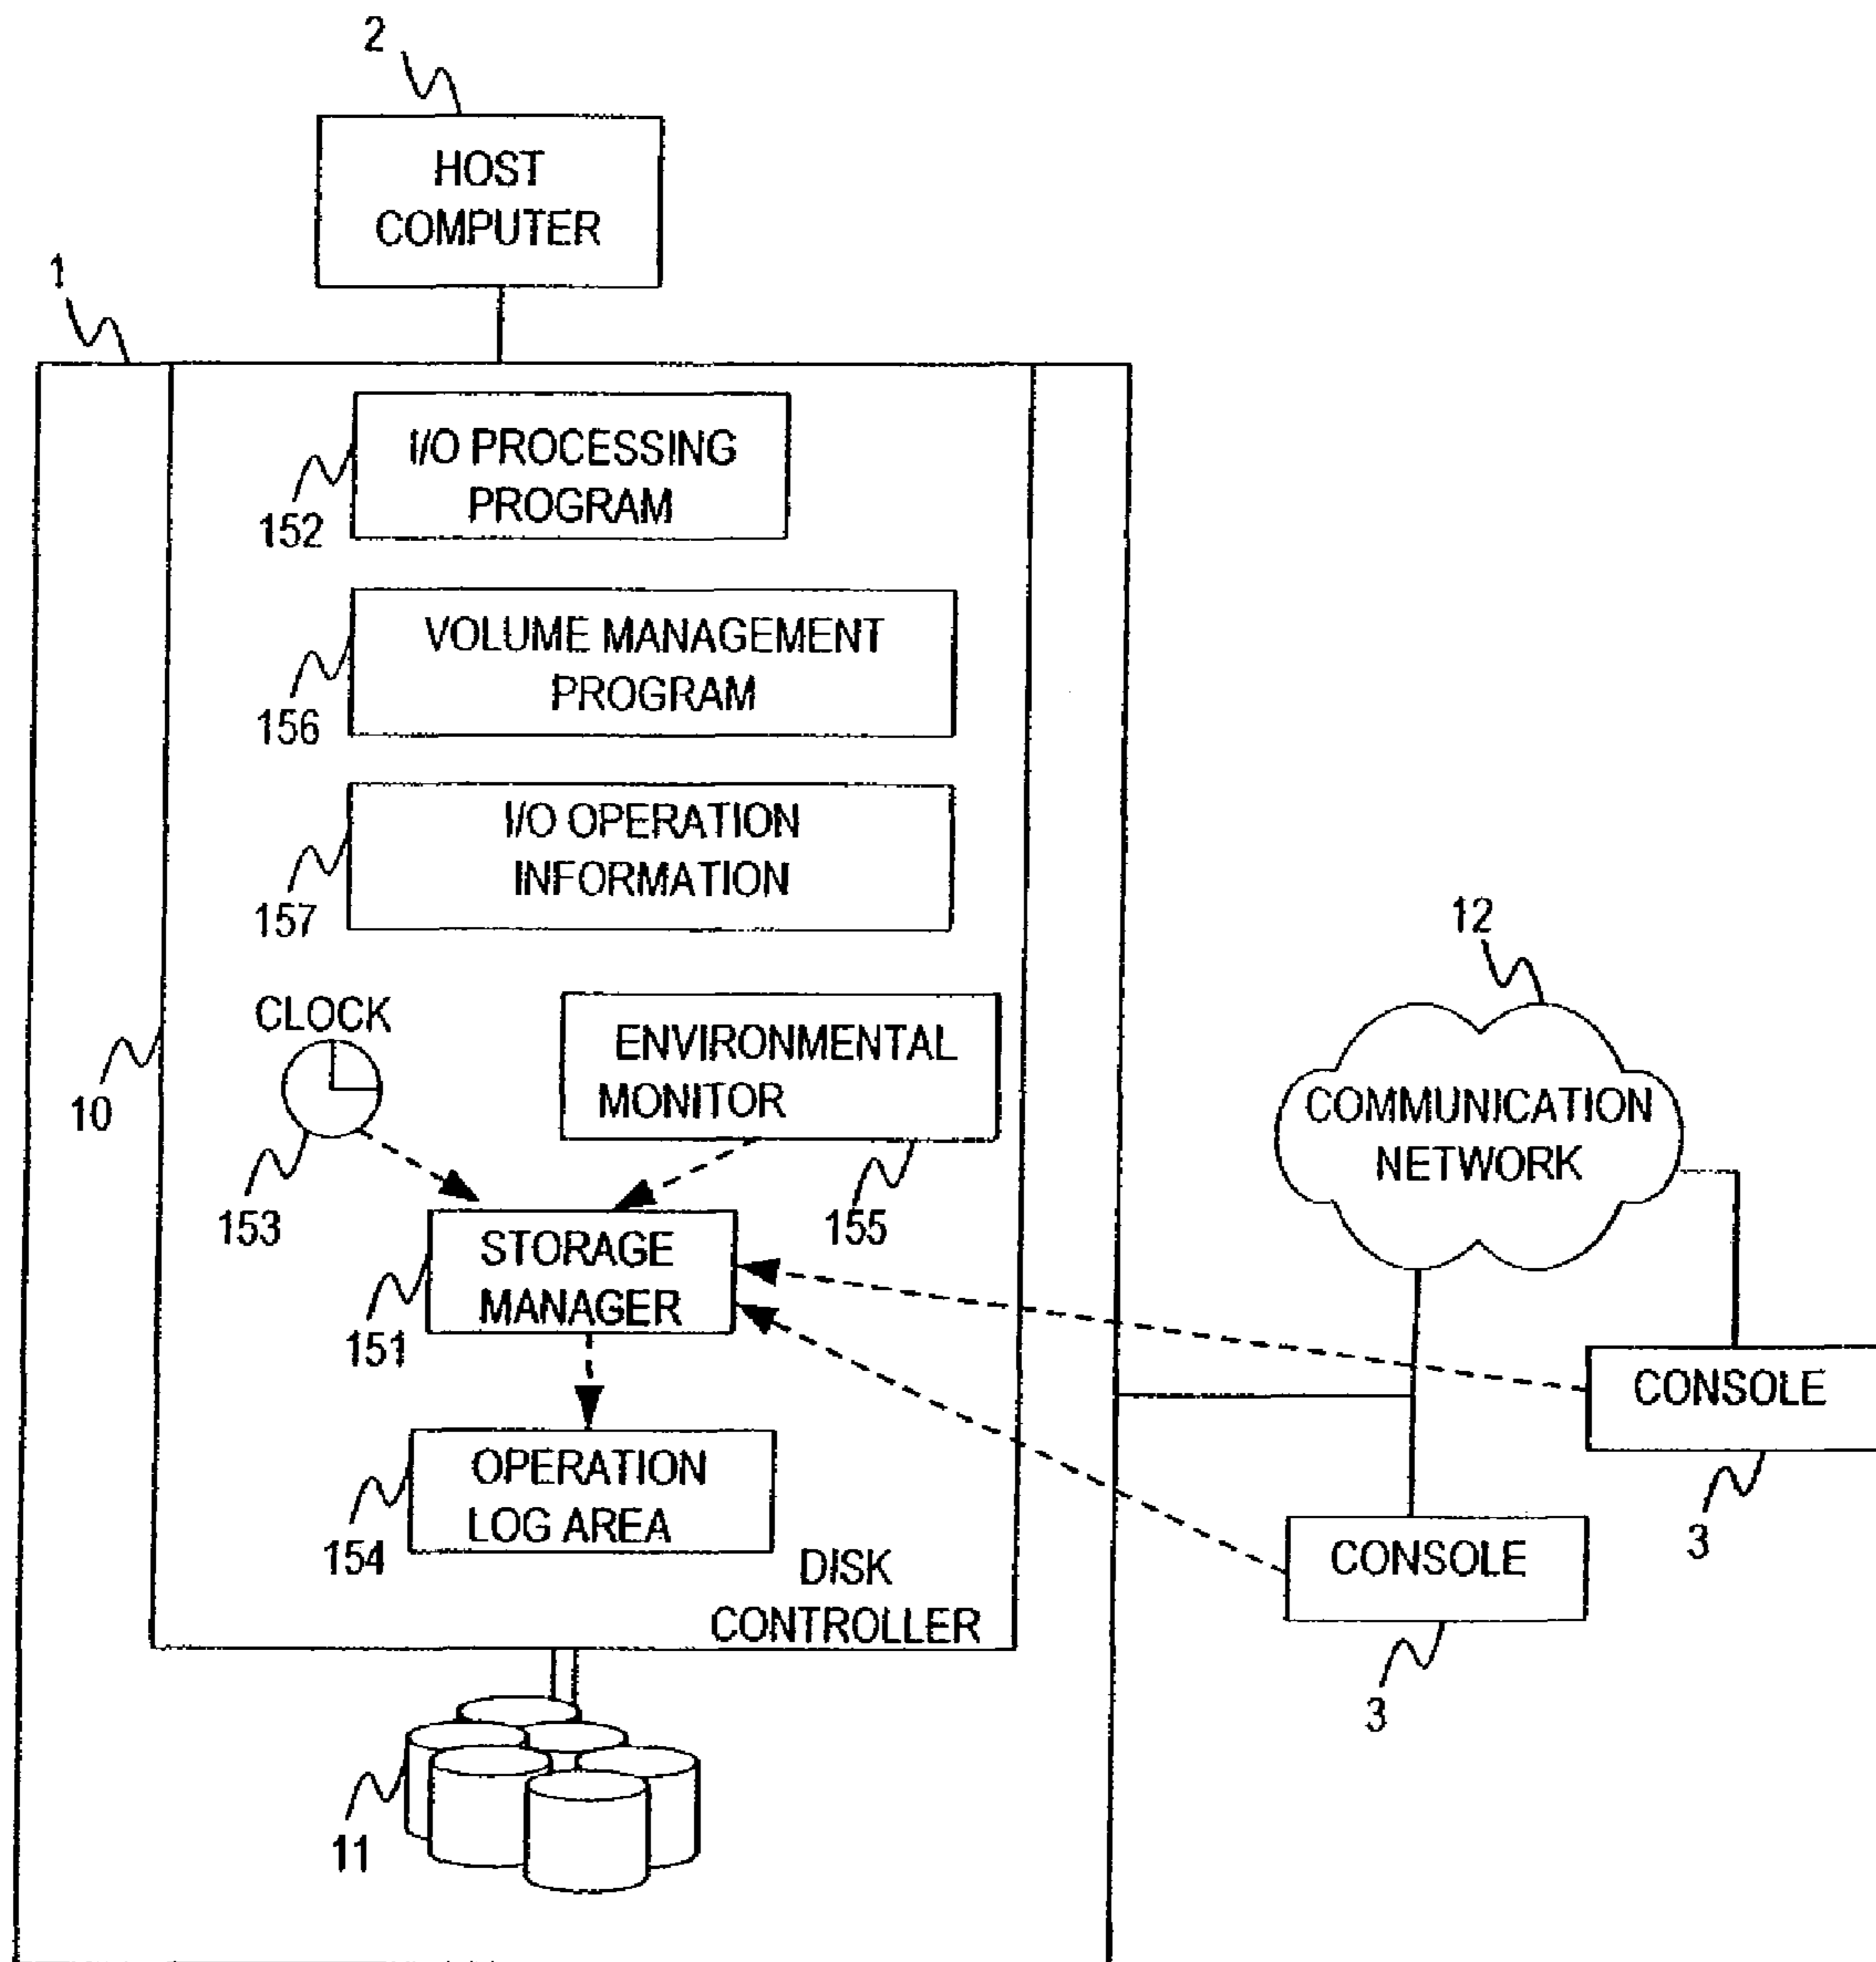 2
HOST
COMPUTER
1
I/O PROCESSING
PROGRAM
152
VOLUME MANAGEMENT
PROGRAM
156
I/O OPERATION
INFORMATION
157
12
CLOCK
ENVIRONMENTAL
MONITOR
10
COMMUNICATION
NETWORK
153
155
STORAGE
MANAGER
151
CONSOLE
3
OPERATION
LOG AREA
154
CONSOLE
3
DISK
CONTROLLER
11